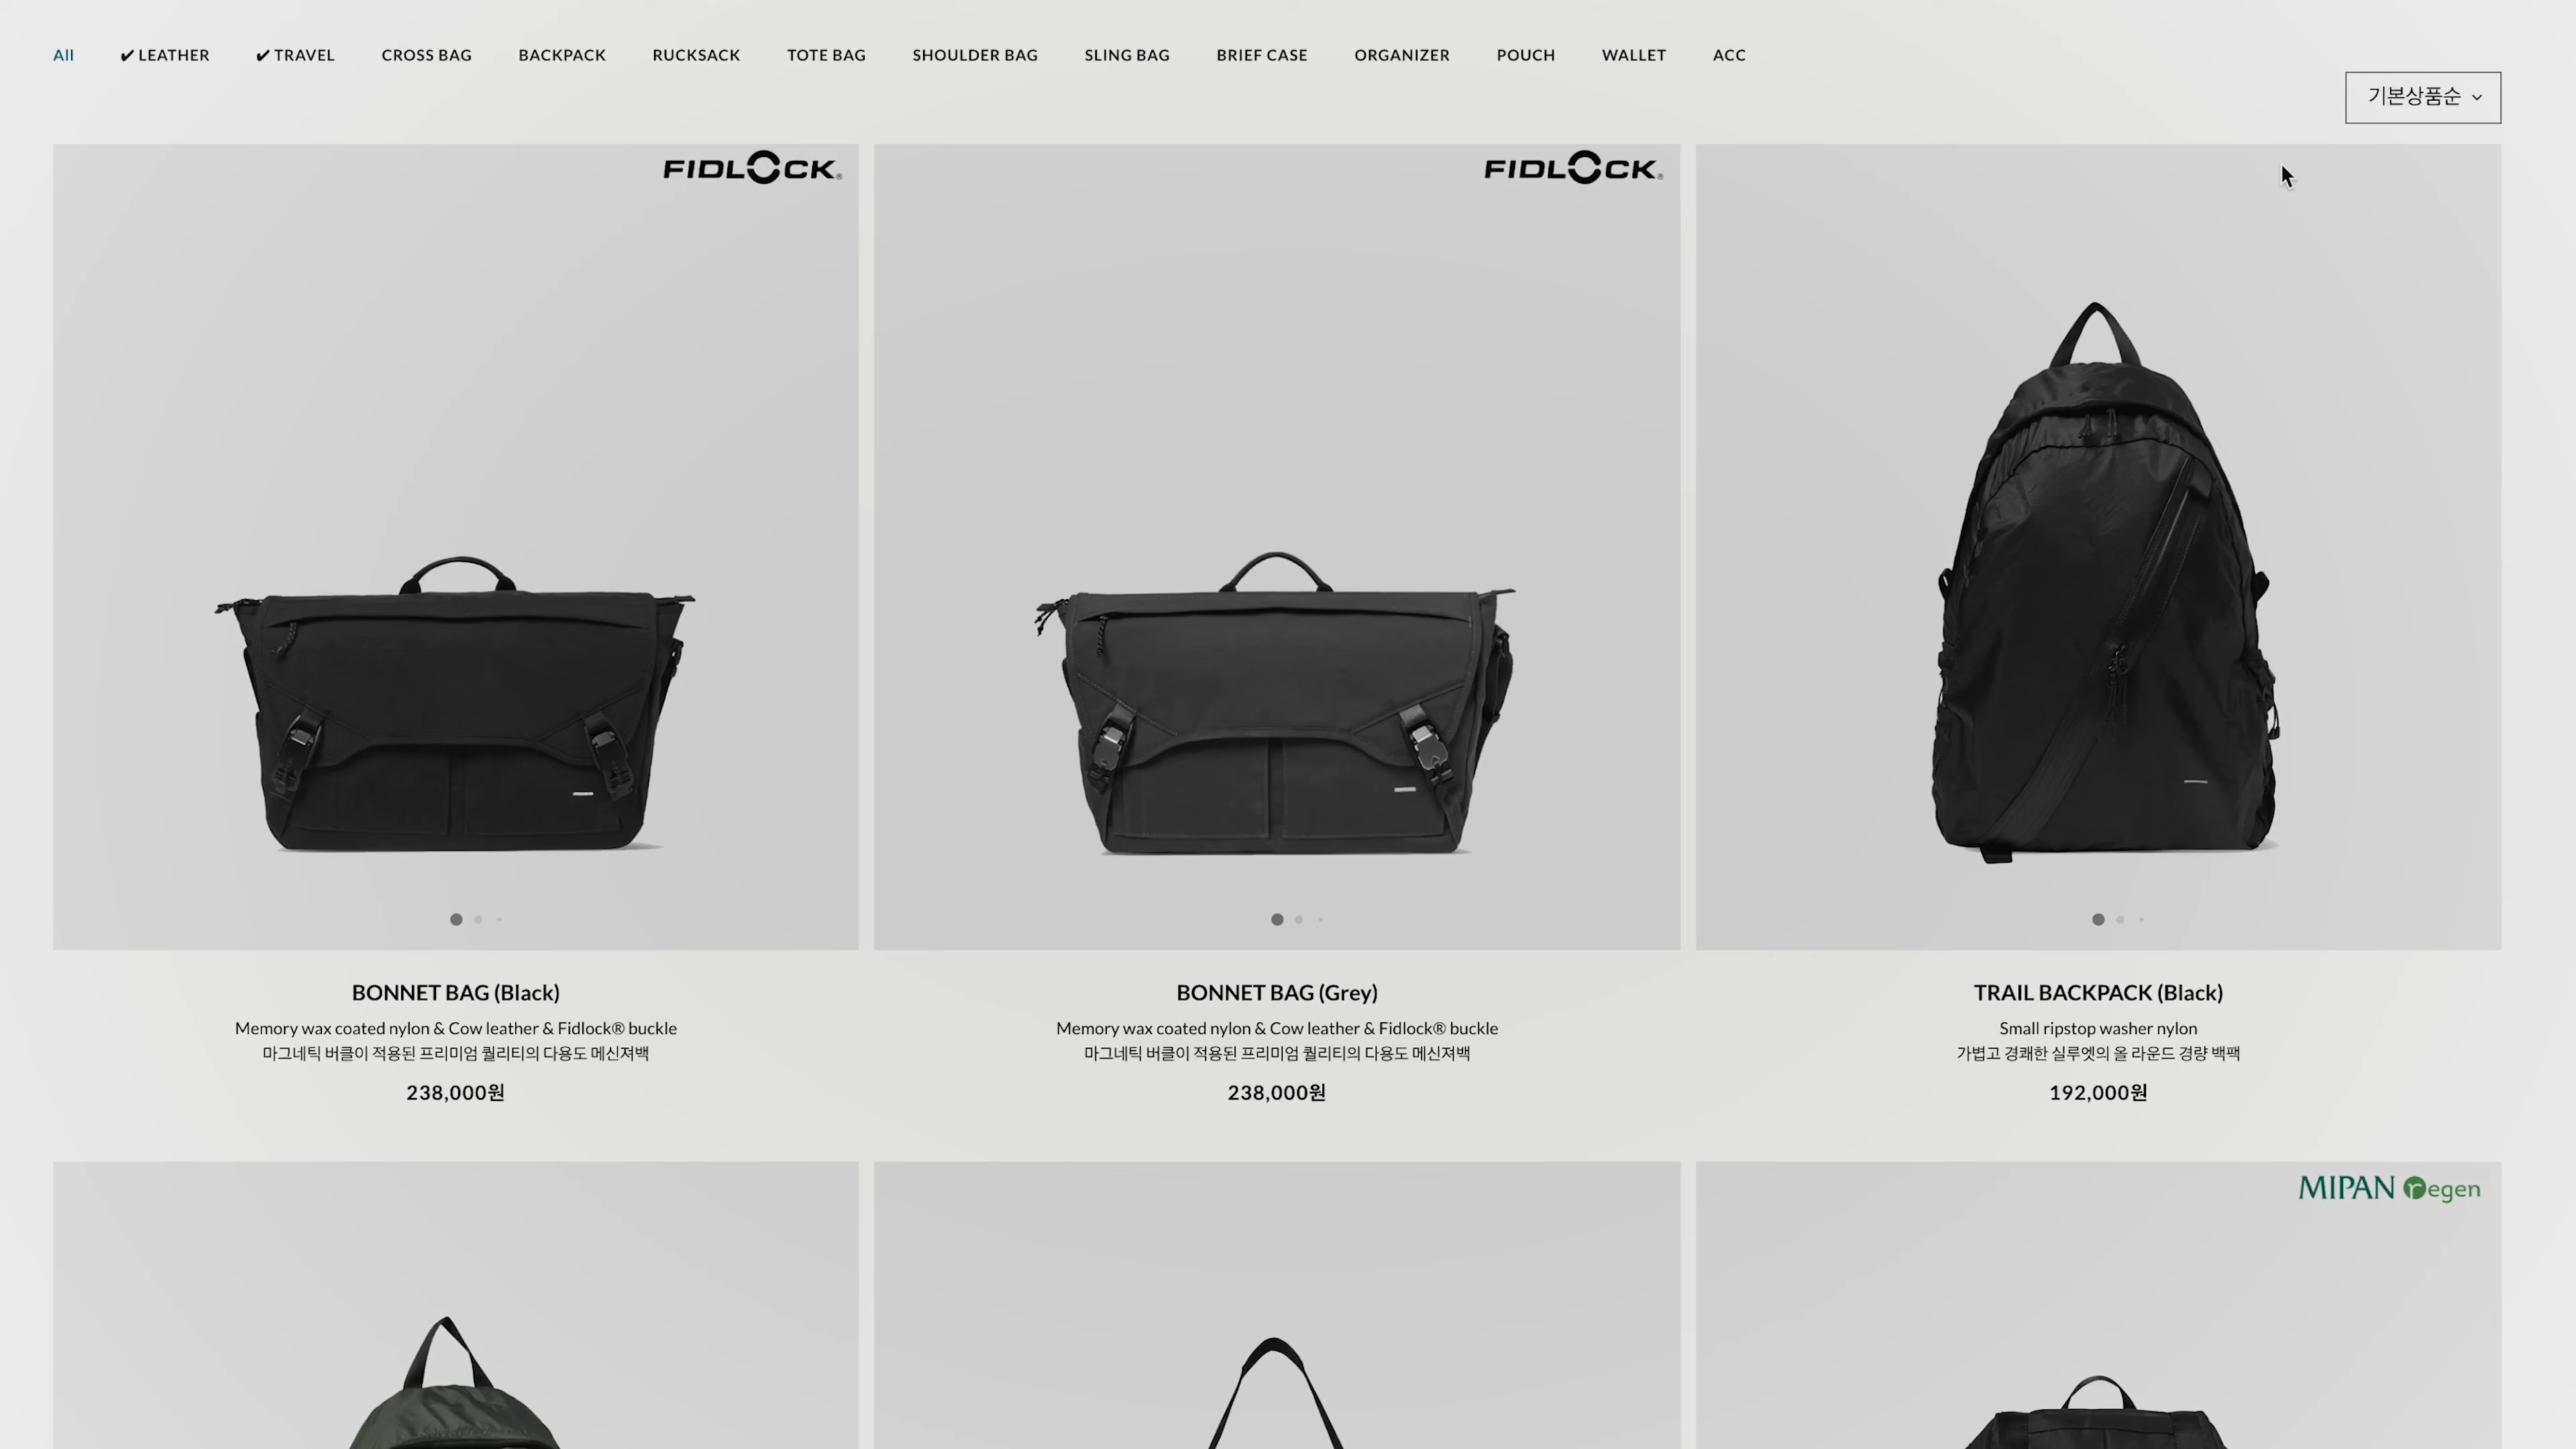 All ✔ LEATHER ✔ TRAVEL CROSS BAG BACKPACK RUCKSACK TOTE BAG SHOULDER BAG SLING BAG BRIEF CASE ORGANIZER POUCH WALLET ACC
기본상품순
FIDLOCK®
FIDLOCK®
BONNET BAG (Black)
Memory wax coated nylon & Cow leather & Fidlock® buckle
마그네틱 버클이 적용된 프리미엄 퀄리티의 다용도 메신져백
238,000원
BONNET BAG (Grey)
Memory wax coated nylon & Cow leather & Fidlock® buckle
마그네틱 버클이 적용된 프리미엄 퀄리티의 다용도 메신져백
238,000원
TRAIL BACKPACK (Black)
Small ripstop washer nylon
가볍고 경쾌한 실루엣의 올 라운드 경량 백팩
192,000원
MIPAN regen